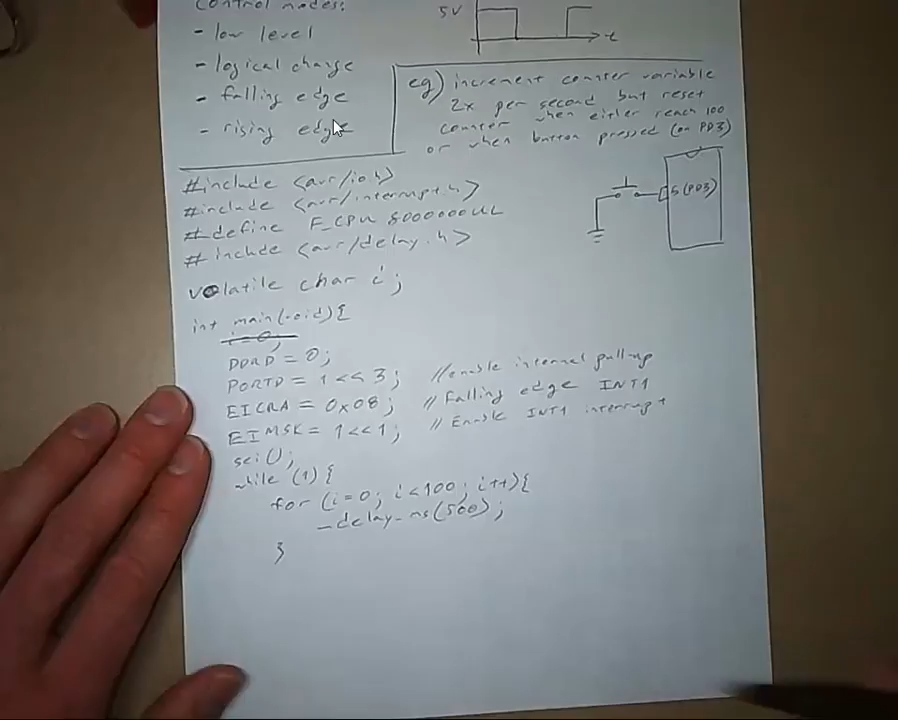 Control modes:
- low level
- logical change
- falling edge
- rising edge
5V
t
eg) increment counter variable
2x per second but reset
counter when either reach 100
or when button pressed (on PD3)
5(PD3)
#include <avr/io.h>
#include <avr/interrupt.h>
#define F_CPU 8000000UL
#include <avr/delay.h>
volatile char i;
int main(void){
i=0;
DDRD = 0;
PORTD = 1<<3; //enable internal pull-up
EICRA = 0x08; //Falling edge INT1
EIMSK = 1<<1; //Enable INT1 interrupt
sei();
while (1) {
for (i=0; i<100; i++){
_delay_ms(500);
}